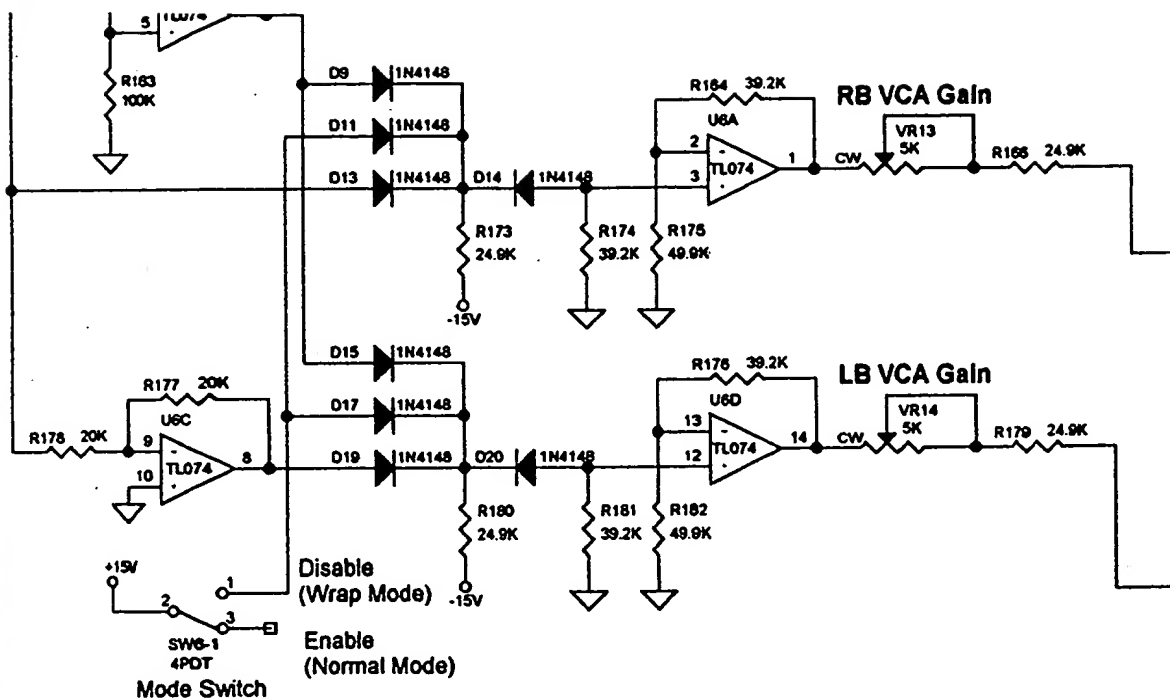 5
TL074
R163
100K
D9
1N4148
D11
1N4148
D13
1N4148
D14
1N4148
R173
24.9K
-15V
R174
39.2K
R164
39.2K
U6A
2
3
TL074
1
R175
49.9K
RB VCA Gain
VR13
5K
CW
R166
24.9K
D15
1N4148
D17
1N4148
D19
1N4148
D20
1N4148
R180
24.9K
-15V
R181
39.2K
R176
39.2K
U6D
13
12
TL074
14
R182
49.9K
LB VCA Gain
VR14
5K
CW
R179
24.9K
R177
20K
U6C
R178
20K
9
10
TL074
8
+15V
2
1
3
SW6-1
4PDT
Mode Switch
Disable
(Wrap Mode)
Enable
(Normal Mode)